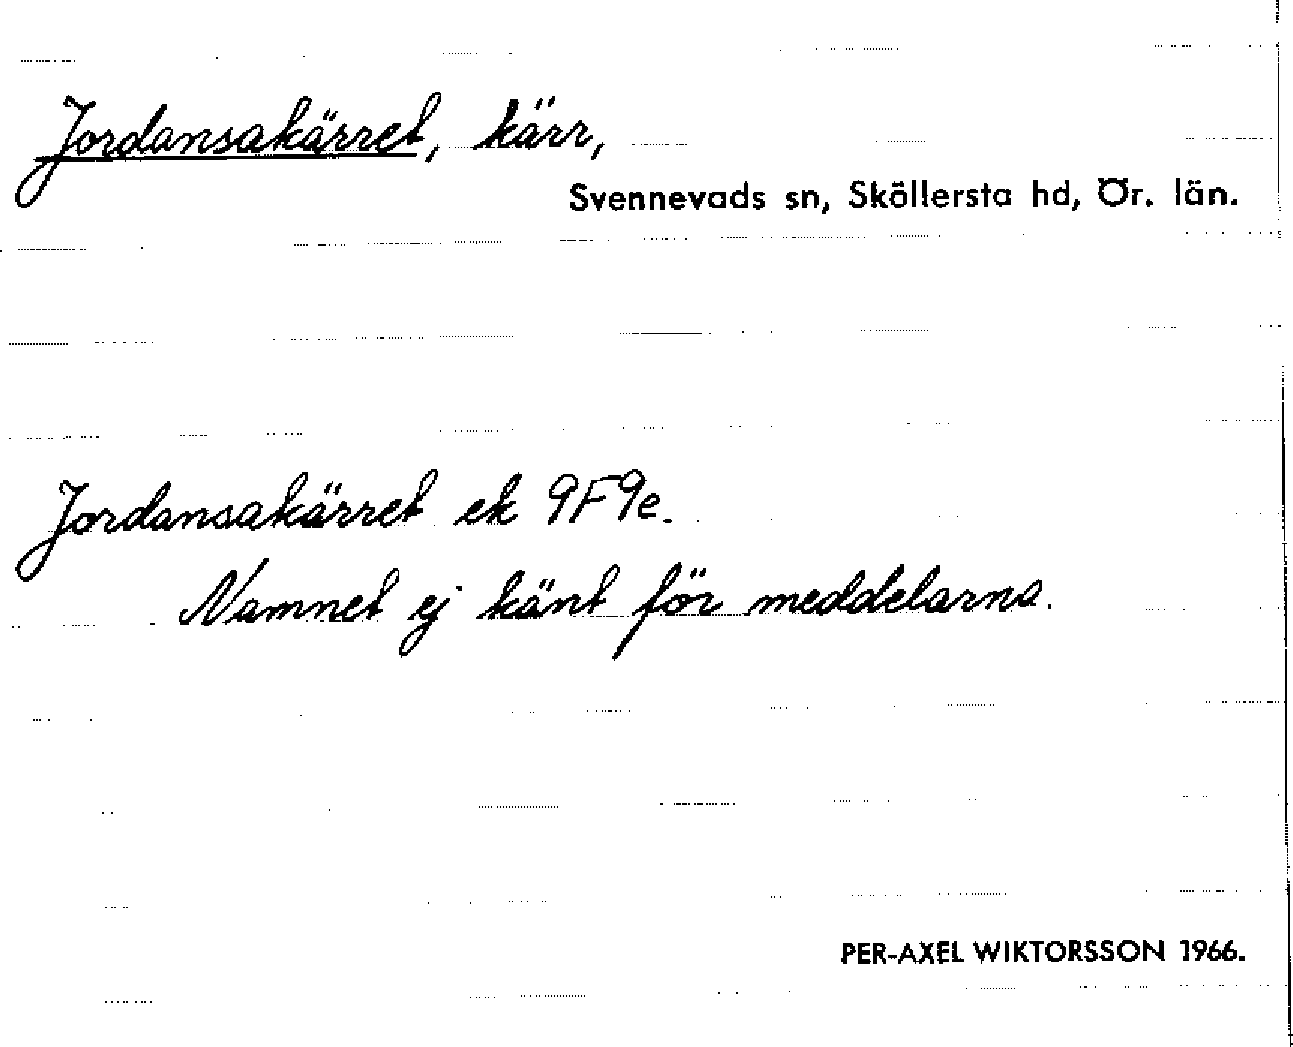 Jordansakärret, kärr,
Svennevads sn, Sköllersta hd, Ör. län.
Jordansakärret ek 9F9e.
Namnet ej känt för meddelarna.
PER-AXEL WIKTORSSON 1966.